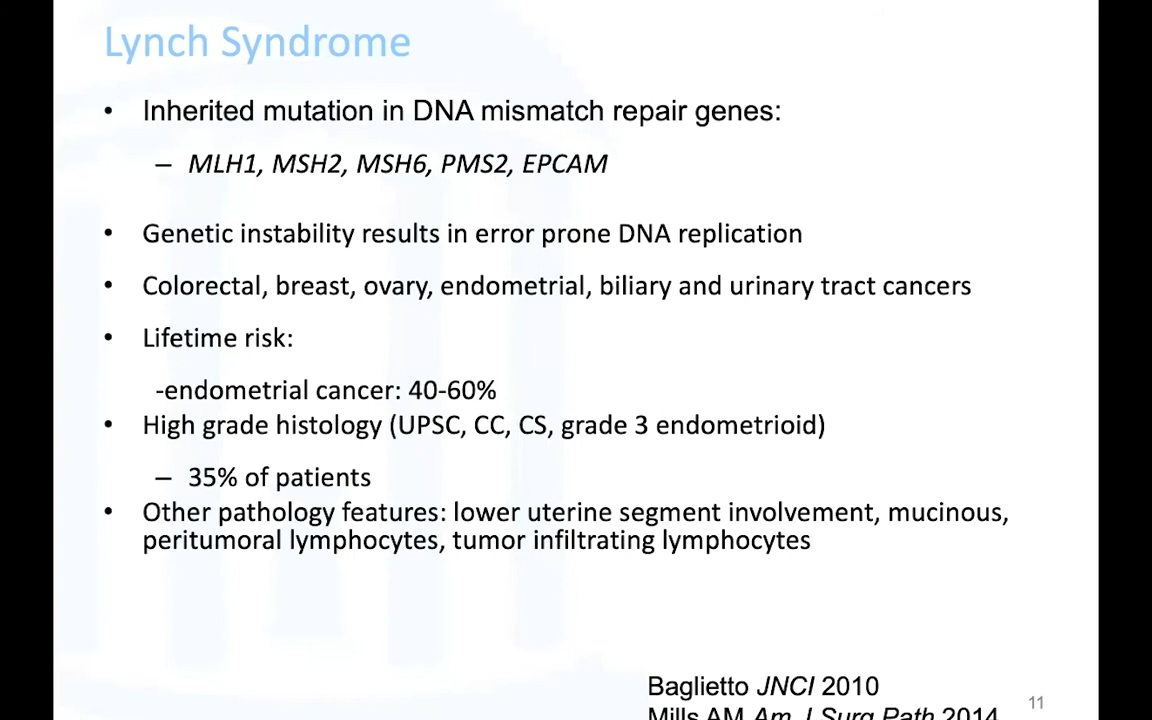 Lynch Syndrome
• Inherited mutation in DNA mismatch repair genes:
– MLH1, MSH2, MSH6, PMS2, EPCAM
• Genetic instability results in error prone DNA replication
• Colorectal, breast, ovary, endometrial, biliary and urinary tract cancers
• Lifetime risk:
-endometrial cancer: 40-60%
• High grade histology (UPSC, CC, CS, grade 3 endometrioid)
– 35% of patients
• Other pathology features: lower uterine segment involvement, mucinous,
peritumoral lymphocytes, tumor infiltrating lymphocytes
Baglietto JNCI 2010
Mills AM Am J Surg Path 2014
11